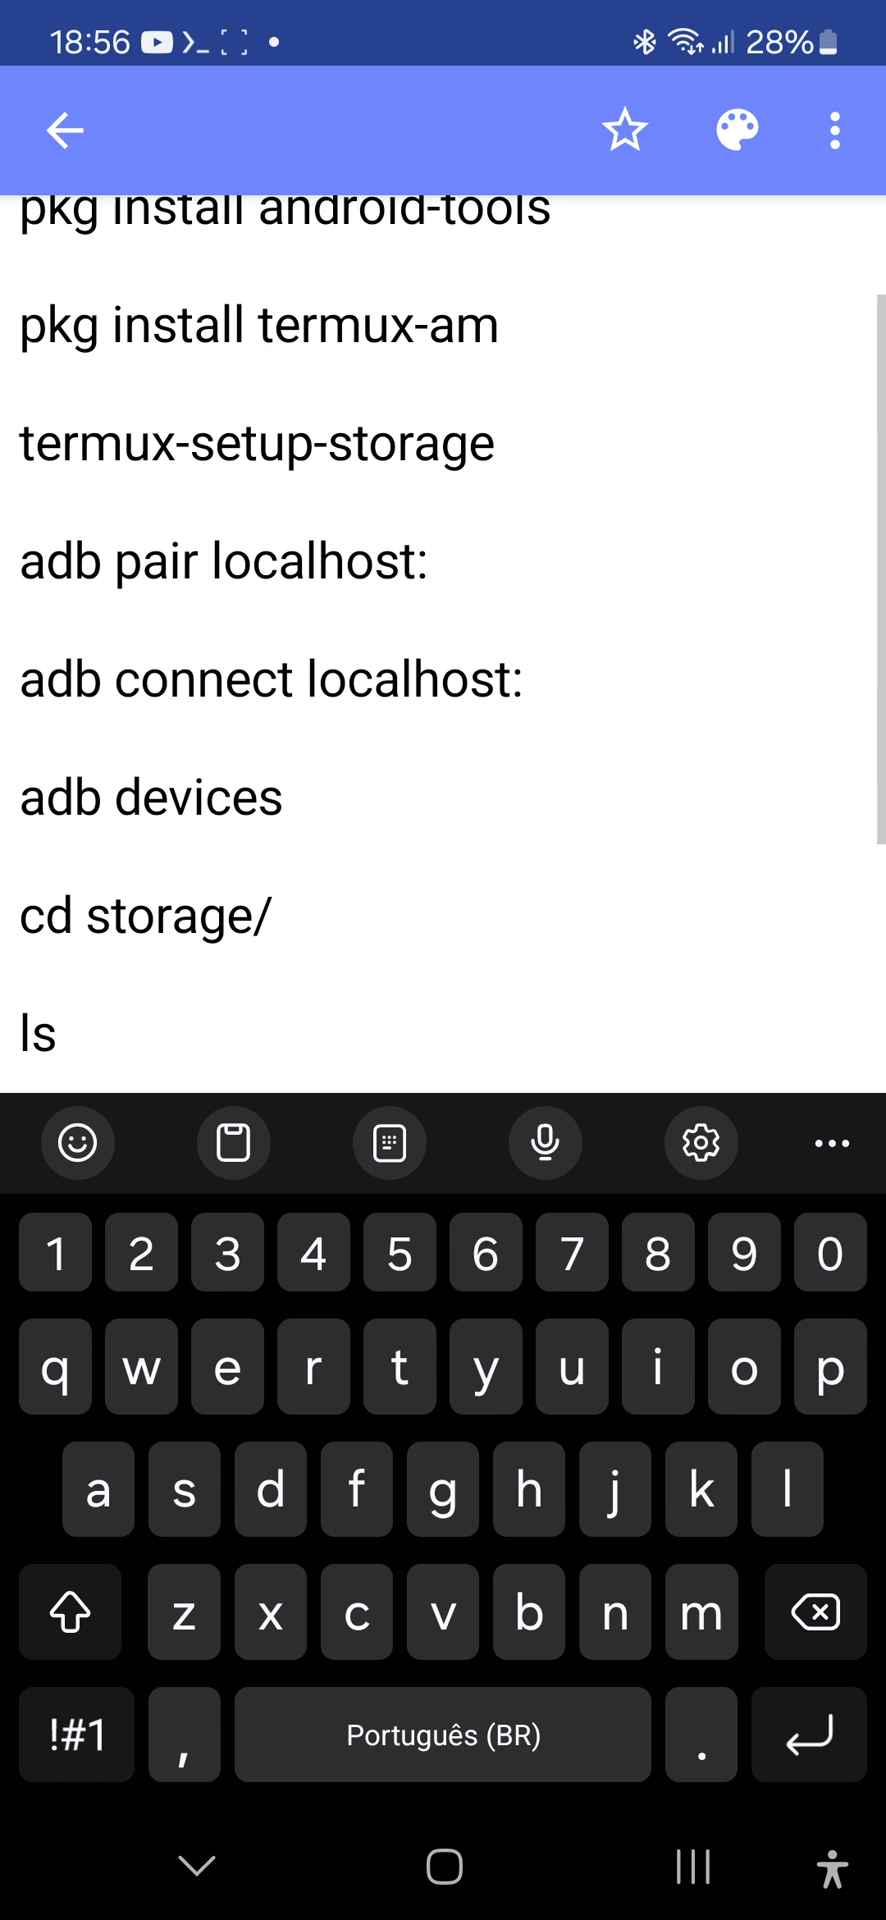 18:56
28%
pkg install android-tools
pkg install termux-am
termux-setup-storage
adb pair localhost:
adb connect localhost:
adb devices
cd storage/
ls
1 2 3 4 5 6 7 8 9 0
q w e r t y u i o p
a s d f g h j k l
z x c v b n m
!#1 , Português (BR) .